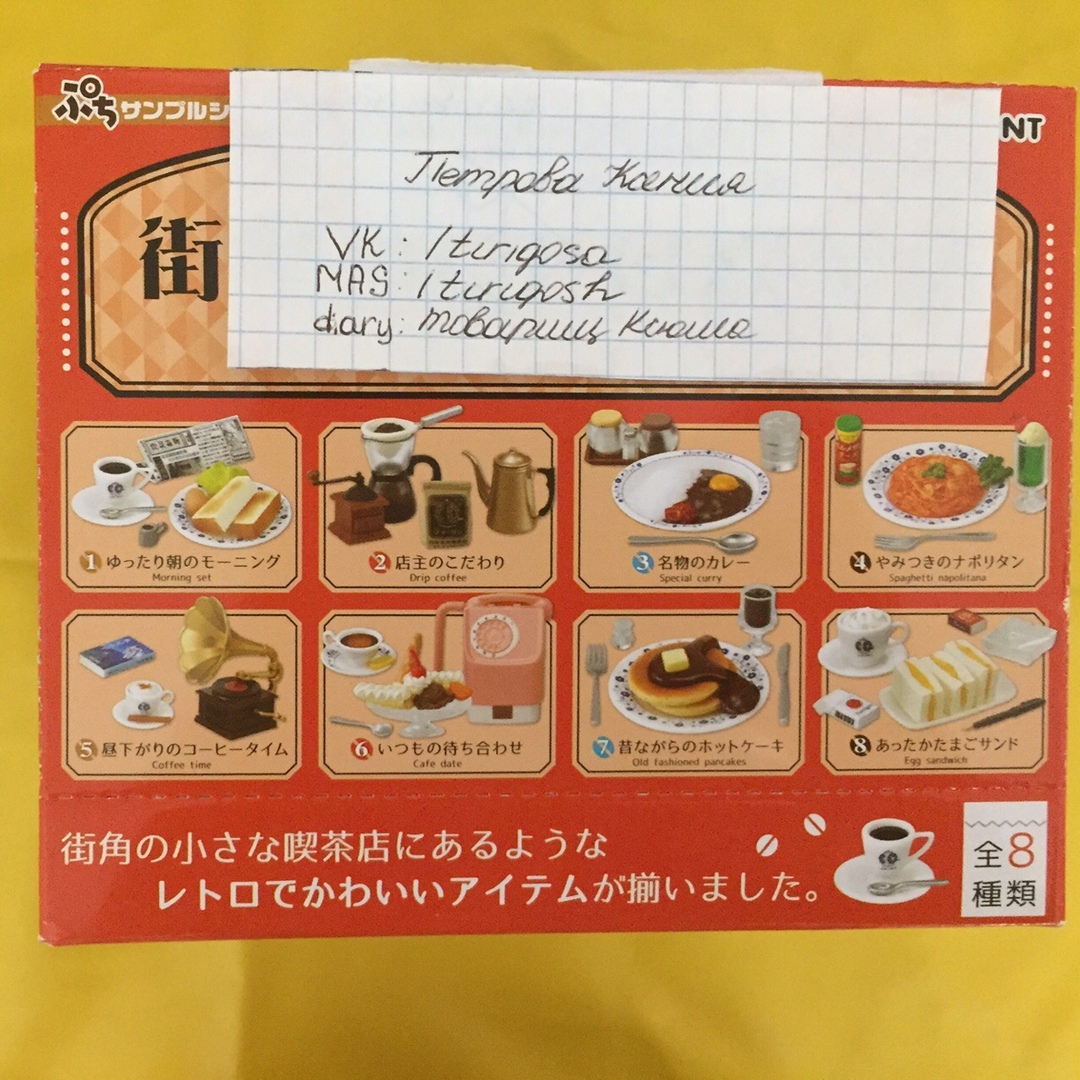 ぷちサンプルシ
NT
街
Петрова Ксения
VK: /tirigosa
MAS: /tirigosh
diary: товарищ Ксюша
1 ゆったり朝のモーニング
Morning set
2 店主のこだわり
Drip coffee
3 名物のカレー
Special curry
4 やみつきのナポリタン
Spaghetti napolitana
5 昼下がりのコーヒータイム
Coffee time
6 いつもの待ち合わせ
Cafe date
7 昔ながらのホットケーキ
Old fashioned pancakes
8 あったかたまごサンド
Egg sandwich
街角の小さな喫茶店にあるような
レトロでかわいいアイテムが揃いました。
全8
種類